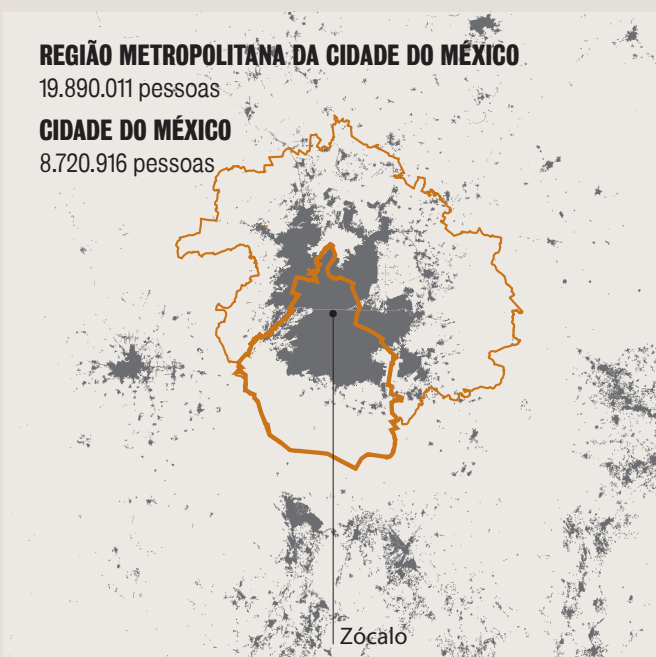 REGIÃO METROPOLITANA DA CIDADE DO MÉXICO
19.890.011 pessoas
CIDADE DO MÉXICO
8.720.916 pessoas
Zócalo